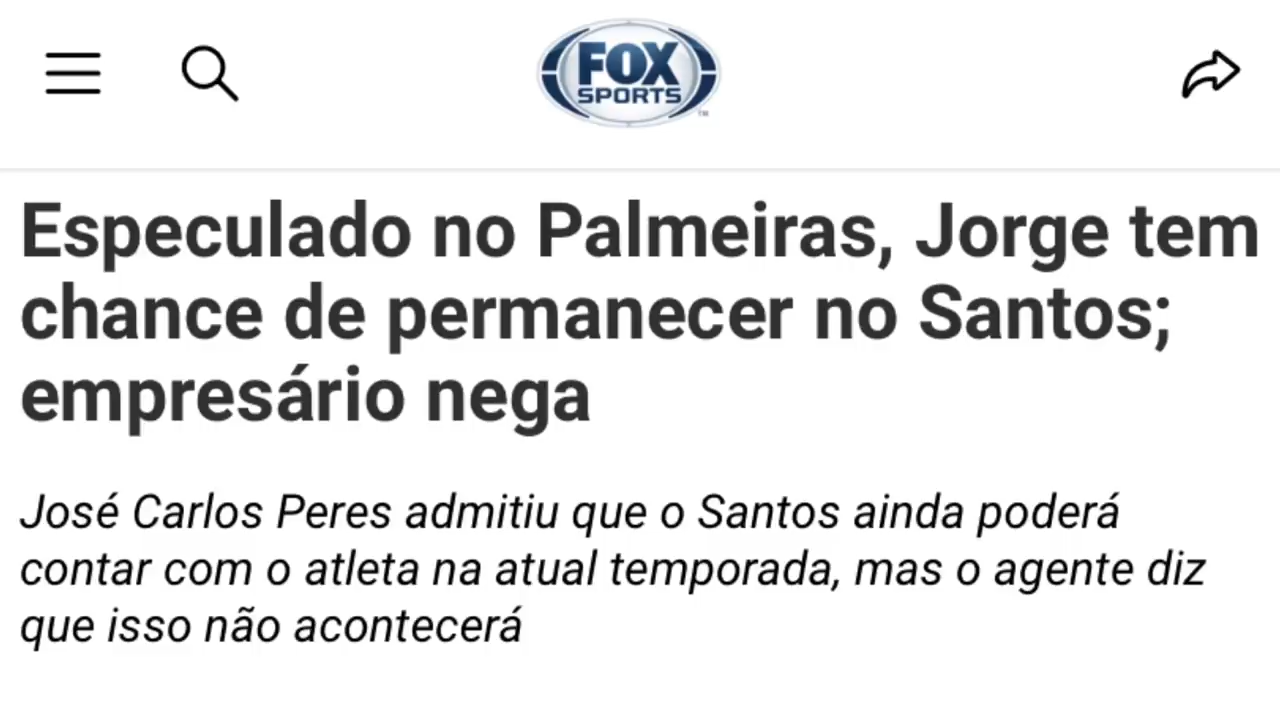 FOX
SPORTS
™
Especulado no Palmeiras, Jorge tem
chance de permanecer no Santos;
empresário nega
José Carlos Peres admitiu que o Santos ainda poderá
contar com o atleta na atual temporada, mas o agente diz
que isso não acontecerá